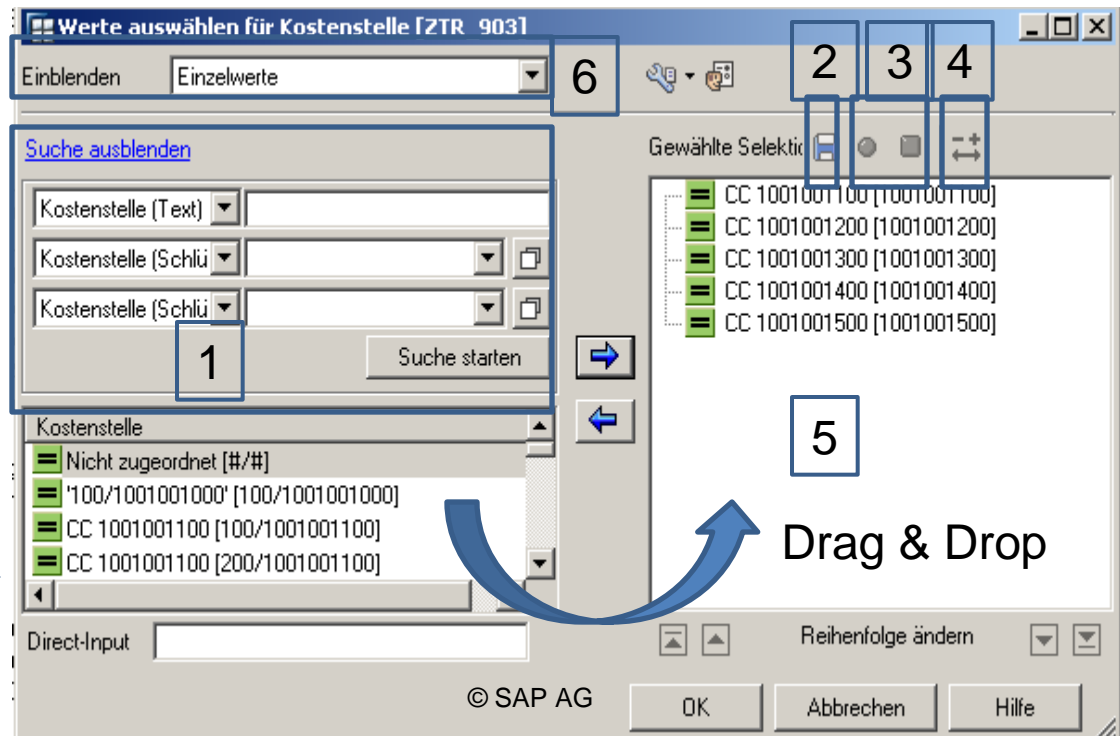 Werte auswählen für Kostenstelle [ZTR_903]
Einblenden Einzelwerte
6
2 3 4
Suche ausblenden
Gewählte Selektic
Kostenstelle (Text)
Kostenstelle (Schlü
Kostenstelle (Schlü
1
Suche starten
CC 1001001100 [1001001100]
CC 1001001200 [1001001200]
CC 1001001300 [1001001300]
CC 1001001400 [1001001400]
CC 1001001500 [1001001500]
Kostenstelle
Nicht zugeordnet [#/#]
'100/1001001000' [100/1001001000]
CC 1001001100 [100/1001001100]
CC 1001001100 [200/1001001100]
5
Drag & Drop
Direct-Input
Reihenfolge ändern
© SAP AG
OK Abbrechen Hilfe